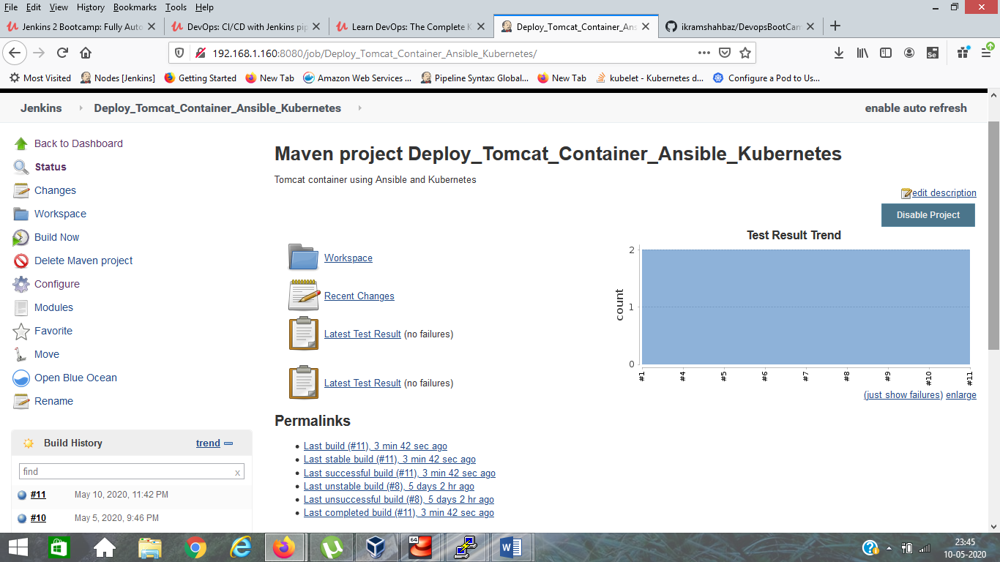 File Edit View History Bookmarks Tools Help
Jenkins 2 Bootcamp: Fully Auto
DevOps: CI/CD with Jenkins pip
Learn DevOps: The Complete K
Deploy_Tomcat_Container_Ans
ikramshahbaz/DevopsBootCam
192.168.1.160:8080/job/Deploy_Tomcat_Container_Ansible_Kubernetes/
Se
Most Visited
Nodes [Jenkins]
Getting Started
New Tab
Amazon Web Services ...
Pipeline Syntax: Global...
New Tab
kubelet - Kubernetes d...
Configure a Pod to Us...
Jenkins
Deploy_Tomcat_Container_Ansible_Kubernetes
enable auto refresh
Back to Dashboard
Status
Changes
Workspace
Build Now
Delete Maven project
Configure
Modules
Favorite
Move
Open Blue Ocean
Rename
Build History
trend
find
x
#11 May 10, 2020, 11:42 PM
#10 May 5, 2020, 9:46 PM
Maven project Deploy_Tomcat_Container_Ansible_Kubernetes
Tomcat container using Ansible and Kubernetes
edit description
Disable Project
Workspace
Recent Changes
Latest Test Result (no failures)
Latest Test Result (no failures)
Test Result Trend
count
2
1
0
#1 #4 #5 #6 #7 #8 #9 #10 #11
(just show failures) enlarge
Permalinks
Last build (#11), 3 min 42 sec ago
Last stable build (#11), 3 min 42 sec ago
Last successful build (#11), 3 min 42 sec ago
Last unstable build (#8), 5 days 2 hr ago
Last unsuccessful build (#8), 5 days 2 hr ago
Last completed build (#11), 3 min 42 sec ago
64
23:45
10-05-2020